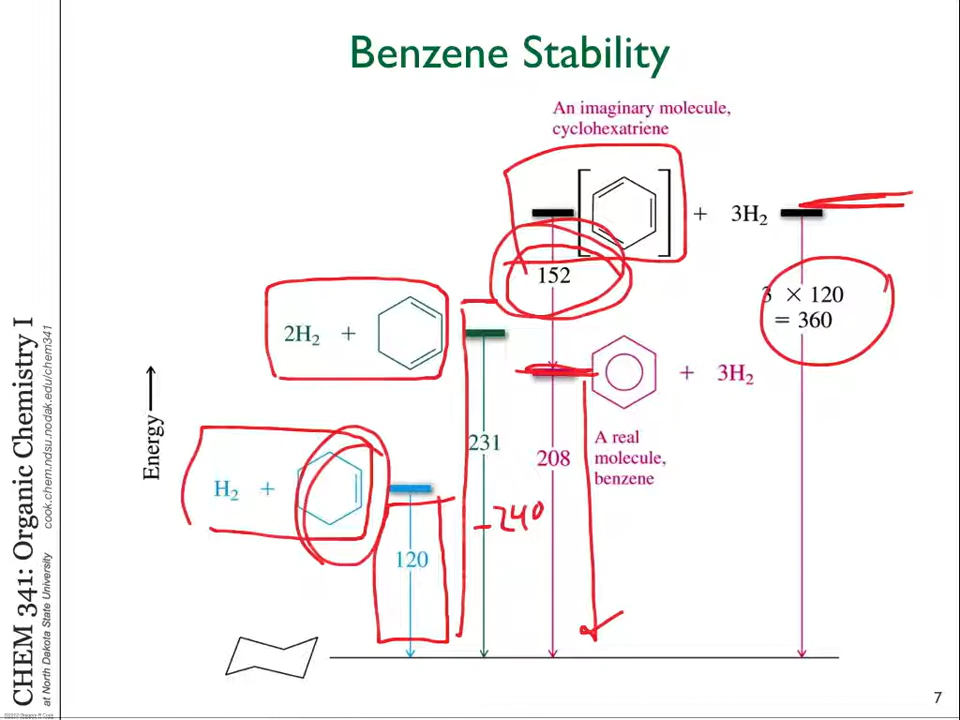 Benzene Stability
An imaginary molecule,
cyclohexatriene
+ 3H₂
152
3 × 120
= 360
2H₂ +
+ 3H₂
231
208
A real
molecule,
benzene
H₂ +
-240
120
Energy
CHEM 341: Organic Chemistry I
at North Dakota State University cook.chem.ndsu.nodak.edu/chem341
7